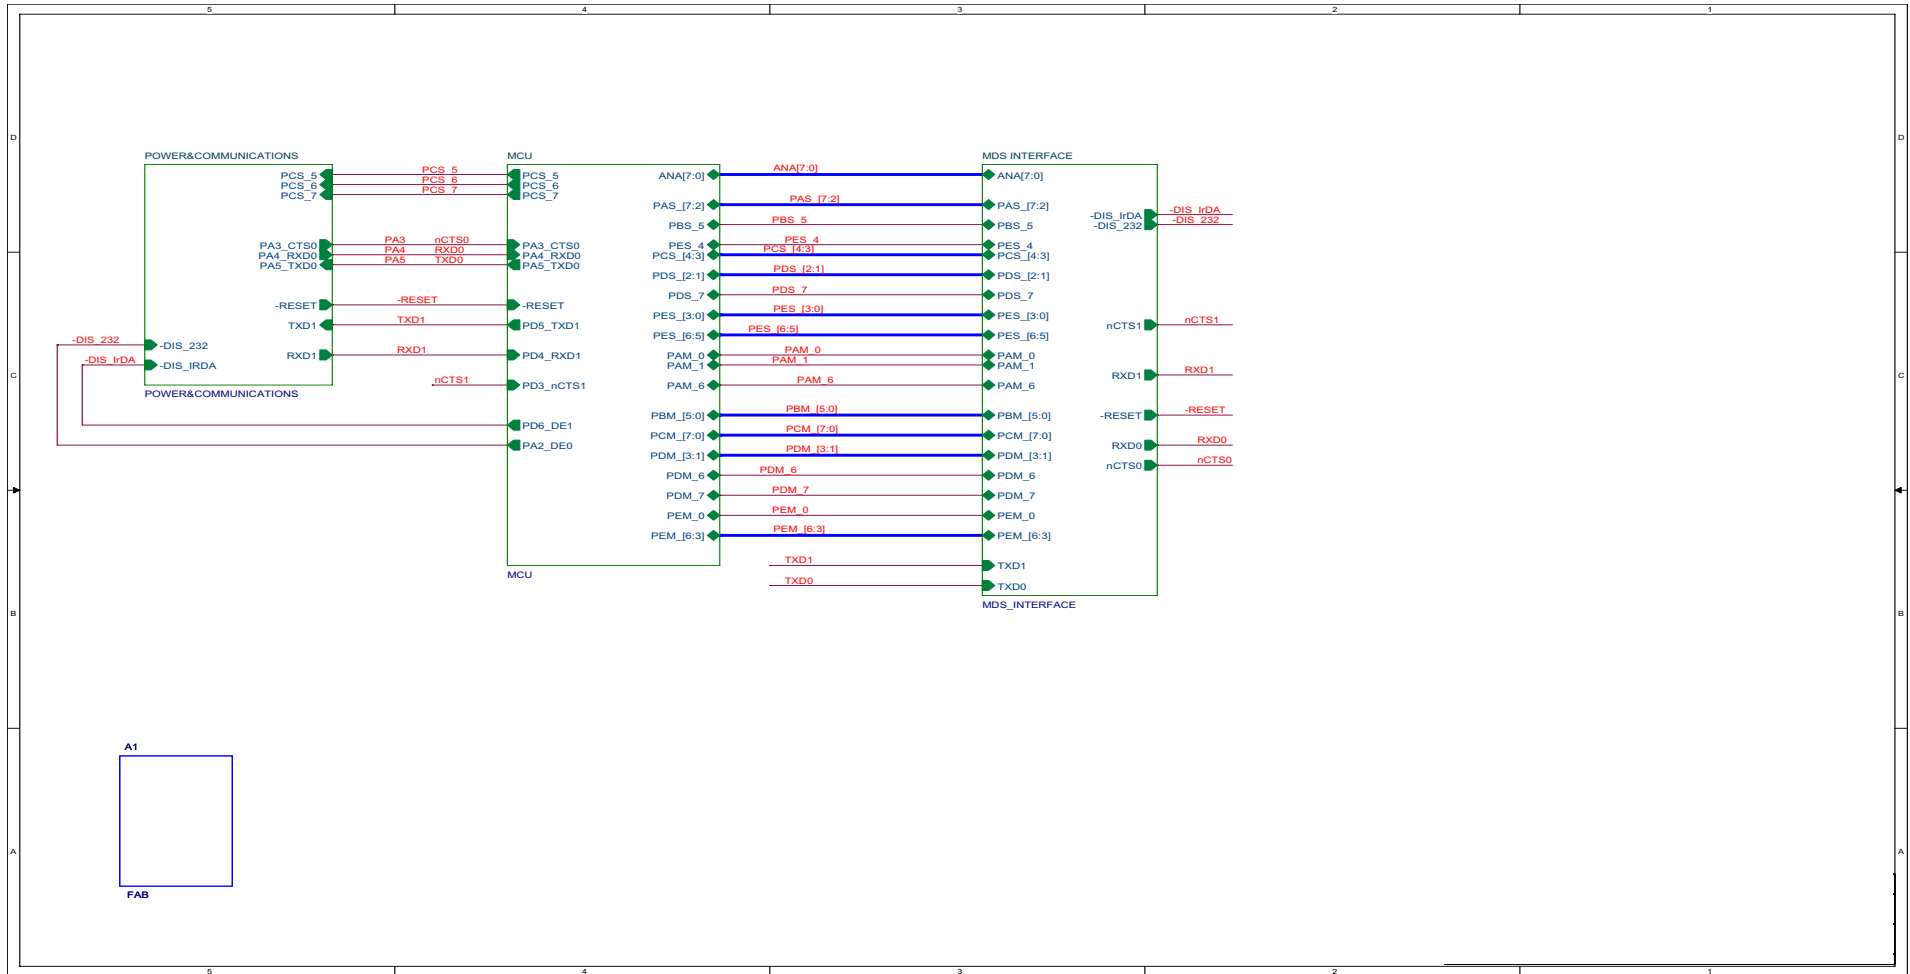 5 4 3 2 1
D D
C C
B B
A A
POWER&COMMUNICATIONS
PCS_5
PCS_6
PCS_7
PA3_CTS0
PA4_RXD0
PA5_TXD0
-RESET
TXD1
RXD1
-DIS_232
-DIS_IRDA
POWER&COMMUNICATIONS
-DIS_232
-DIS_IrDA
PCS_5
PCS_6
PCS_7
PA3 nCTS0
PA4 RXD0
PA5 TXD0
-RESET
TXD1
RXD1
nCTS1
MCU
PCS_5
PCS_6
PCS_7
PA3_CTS0
PA4_RXD0
PA5_TXD0
-RESET
PD5_TXD1
PD4_RXD1
PD3_nCTS1
PD6_DE1
PA2_DE0
ANA[7:0]
PAS_[7:2]
PBS_5
PES_4
PCS_[4:3]
PDS_[2:1]
PDS_7
PES_[3:0]
PES_[6:5]
PAM_0
PAM_1
PAM_6
PBM_[5:0]
PCM_[7:0]
PDM_[3:1]
PDM_6
PDM_7
PEM_0
PEM_[6:3]
MCU
ANA[7:0]
PAS_[7:2]
PBS_5
PES_4
PCS_[4:3]
PDS_[2:1]
PDS_7
PES_[3:0]
PES_[6:5]
PAM_0
PAM_1
PAM_6
PBM_[5:0]
PCM_[7:0]
PDM_[3:1]
PDM_6
PDM_7
PEM_0
PEM_[6:3]
TXD1
TXD0
MDS INTERFACE
ANA[7:0]
PAS_[7:2]
PBS_5
PES_4
PCS_[4:3]
PDS_[2:1]
PDS_7
PES_[3:0]
PES_[6:5]
PAM_0
PAM_1
PAM_6
PBM_[5:0]
PCM_[7:0]
PDM_[3:1]
PDM_6
PDM_7
PEM_0
PEM_[6:3]
TXD1
TXD0
-DIS_IrDA
-DIS_232
nCTS1
RXD1
-RESET
RXD0
nCTS0
MDS_INTERFACE
-DIS_IrDA
-DIS_232
nCTS1
RXD1
-RESET
RXD0
nCTS0
A1
FAB
5 4 3 2 1